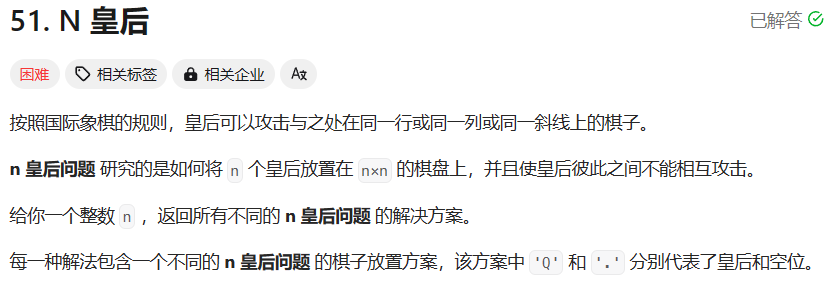 51. N 皇后
已解答
困难 相关标签 相关企业
按照国际象棋的规则，皇后可以攻击与之处在同一行或同一列或同一斜线上的棋子。
n 皇后问题 研究的是如何将 n 个皇后放置在 n×n 的棋盘上，并且使皇后彼此之间不能相互攻击。
给你一个整数 n ，返回所有不同的 n 皇后问题 的解决方案。
每一种解法包含一个不同的 n 皇后问题 的棋子放置方案，该方案中 'Q' 和 '.' 分别代表了皇后和空位。